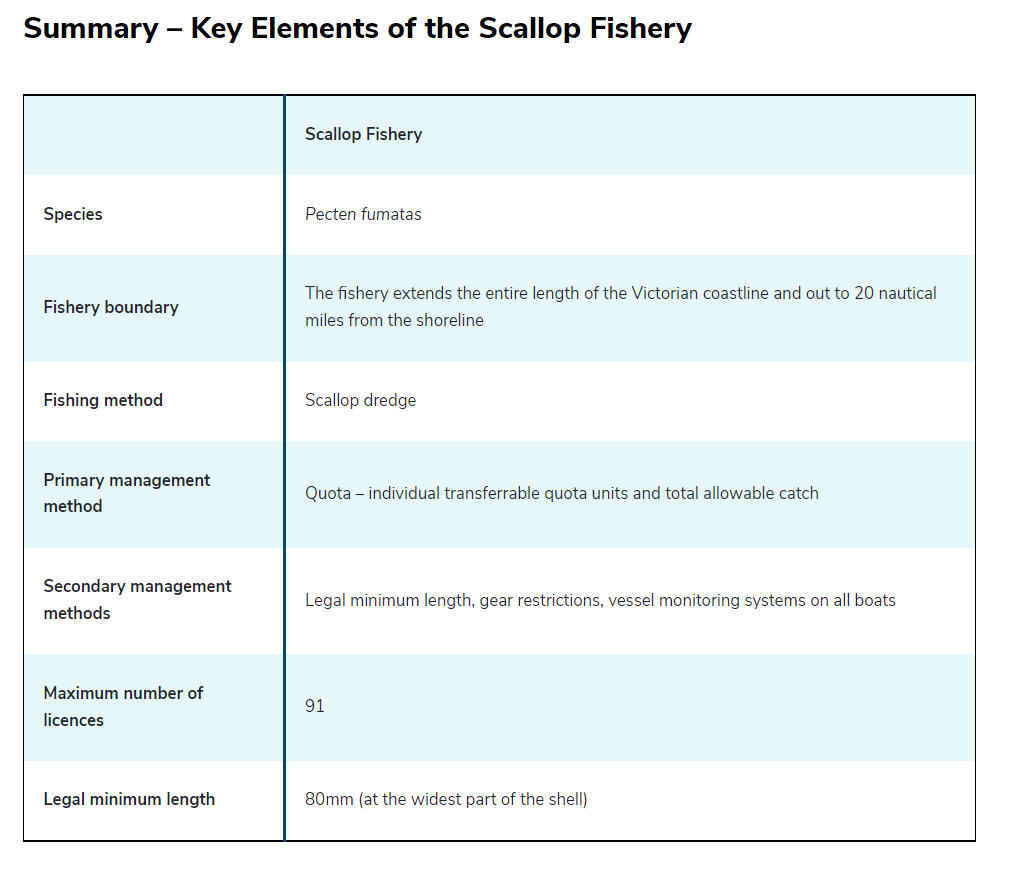 Summary – Key Elements of the Scallop Fishery
Scallop Fishery
Species
Pecten fumatas
Fishery boundary
The fishery extends the entire length of the Victorian coastline and out to 20 nautical
miles from the shoreline
Fishing method
Scallop dredge
Primary management
method
Quota – individual transferrable quota units and total allowable catch
Secondary management
methods
Legal minimum length, gear restrictions, vessel monitoring systems on all boats
Maximum number of
licences
91
Legal minimum length
80mm (at the widest part of the shell)